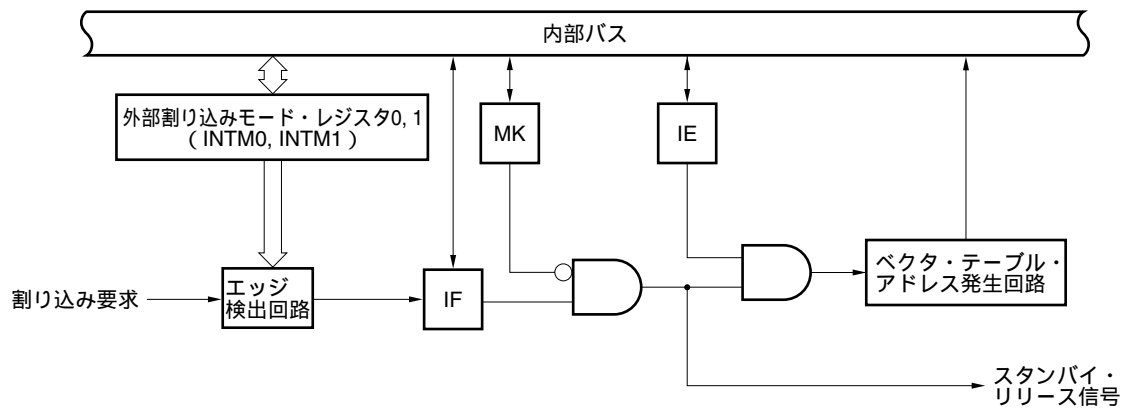 内部バス
外部割り込みモード・レジスタ0, 1
( INTM0, INTM1 )
MK
IE
割り込み要求
エッジ
検出回路
IF
ベクタ・テーブル・
アドレス発生回路
スタンバイ・
リリース信号